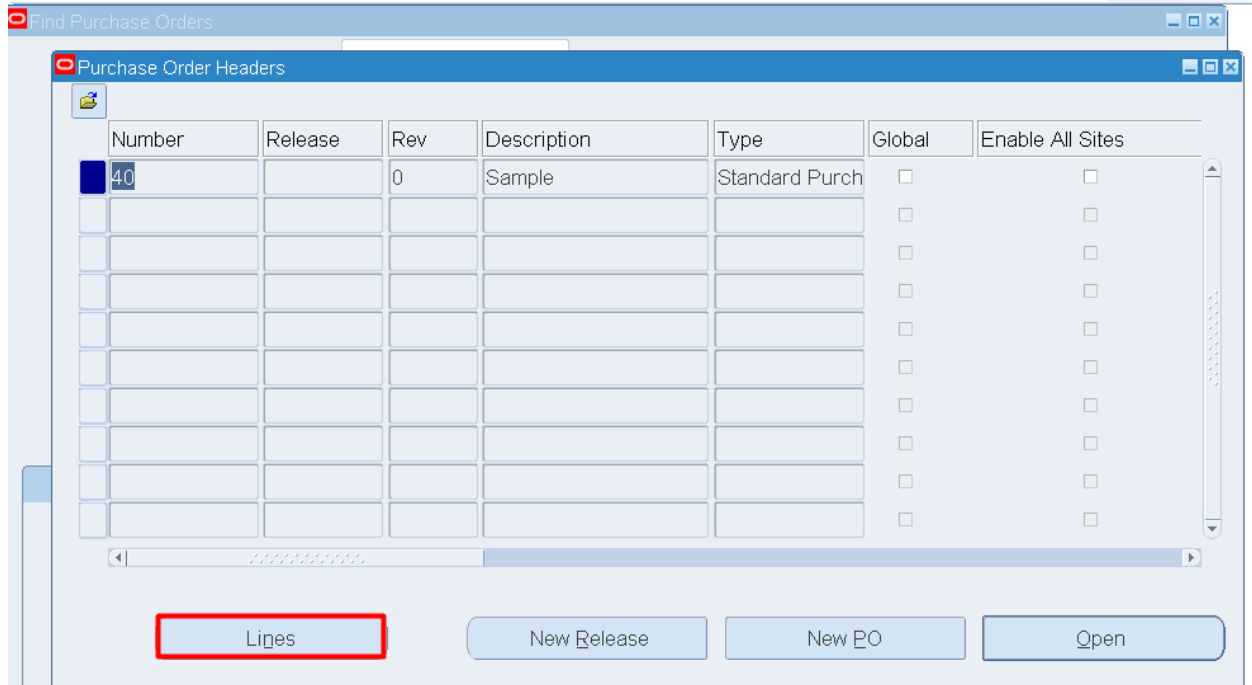 Find Purchase Orders
Purchase Order Headers
Number Release Rev Description Type Global Enable All Sites
40 0 Sample Standard Purch
Lines New Release New PO Open